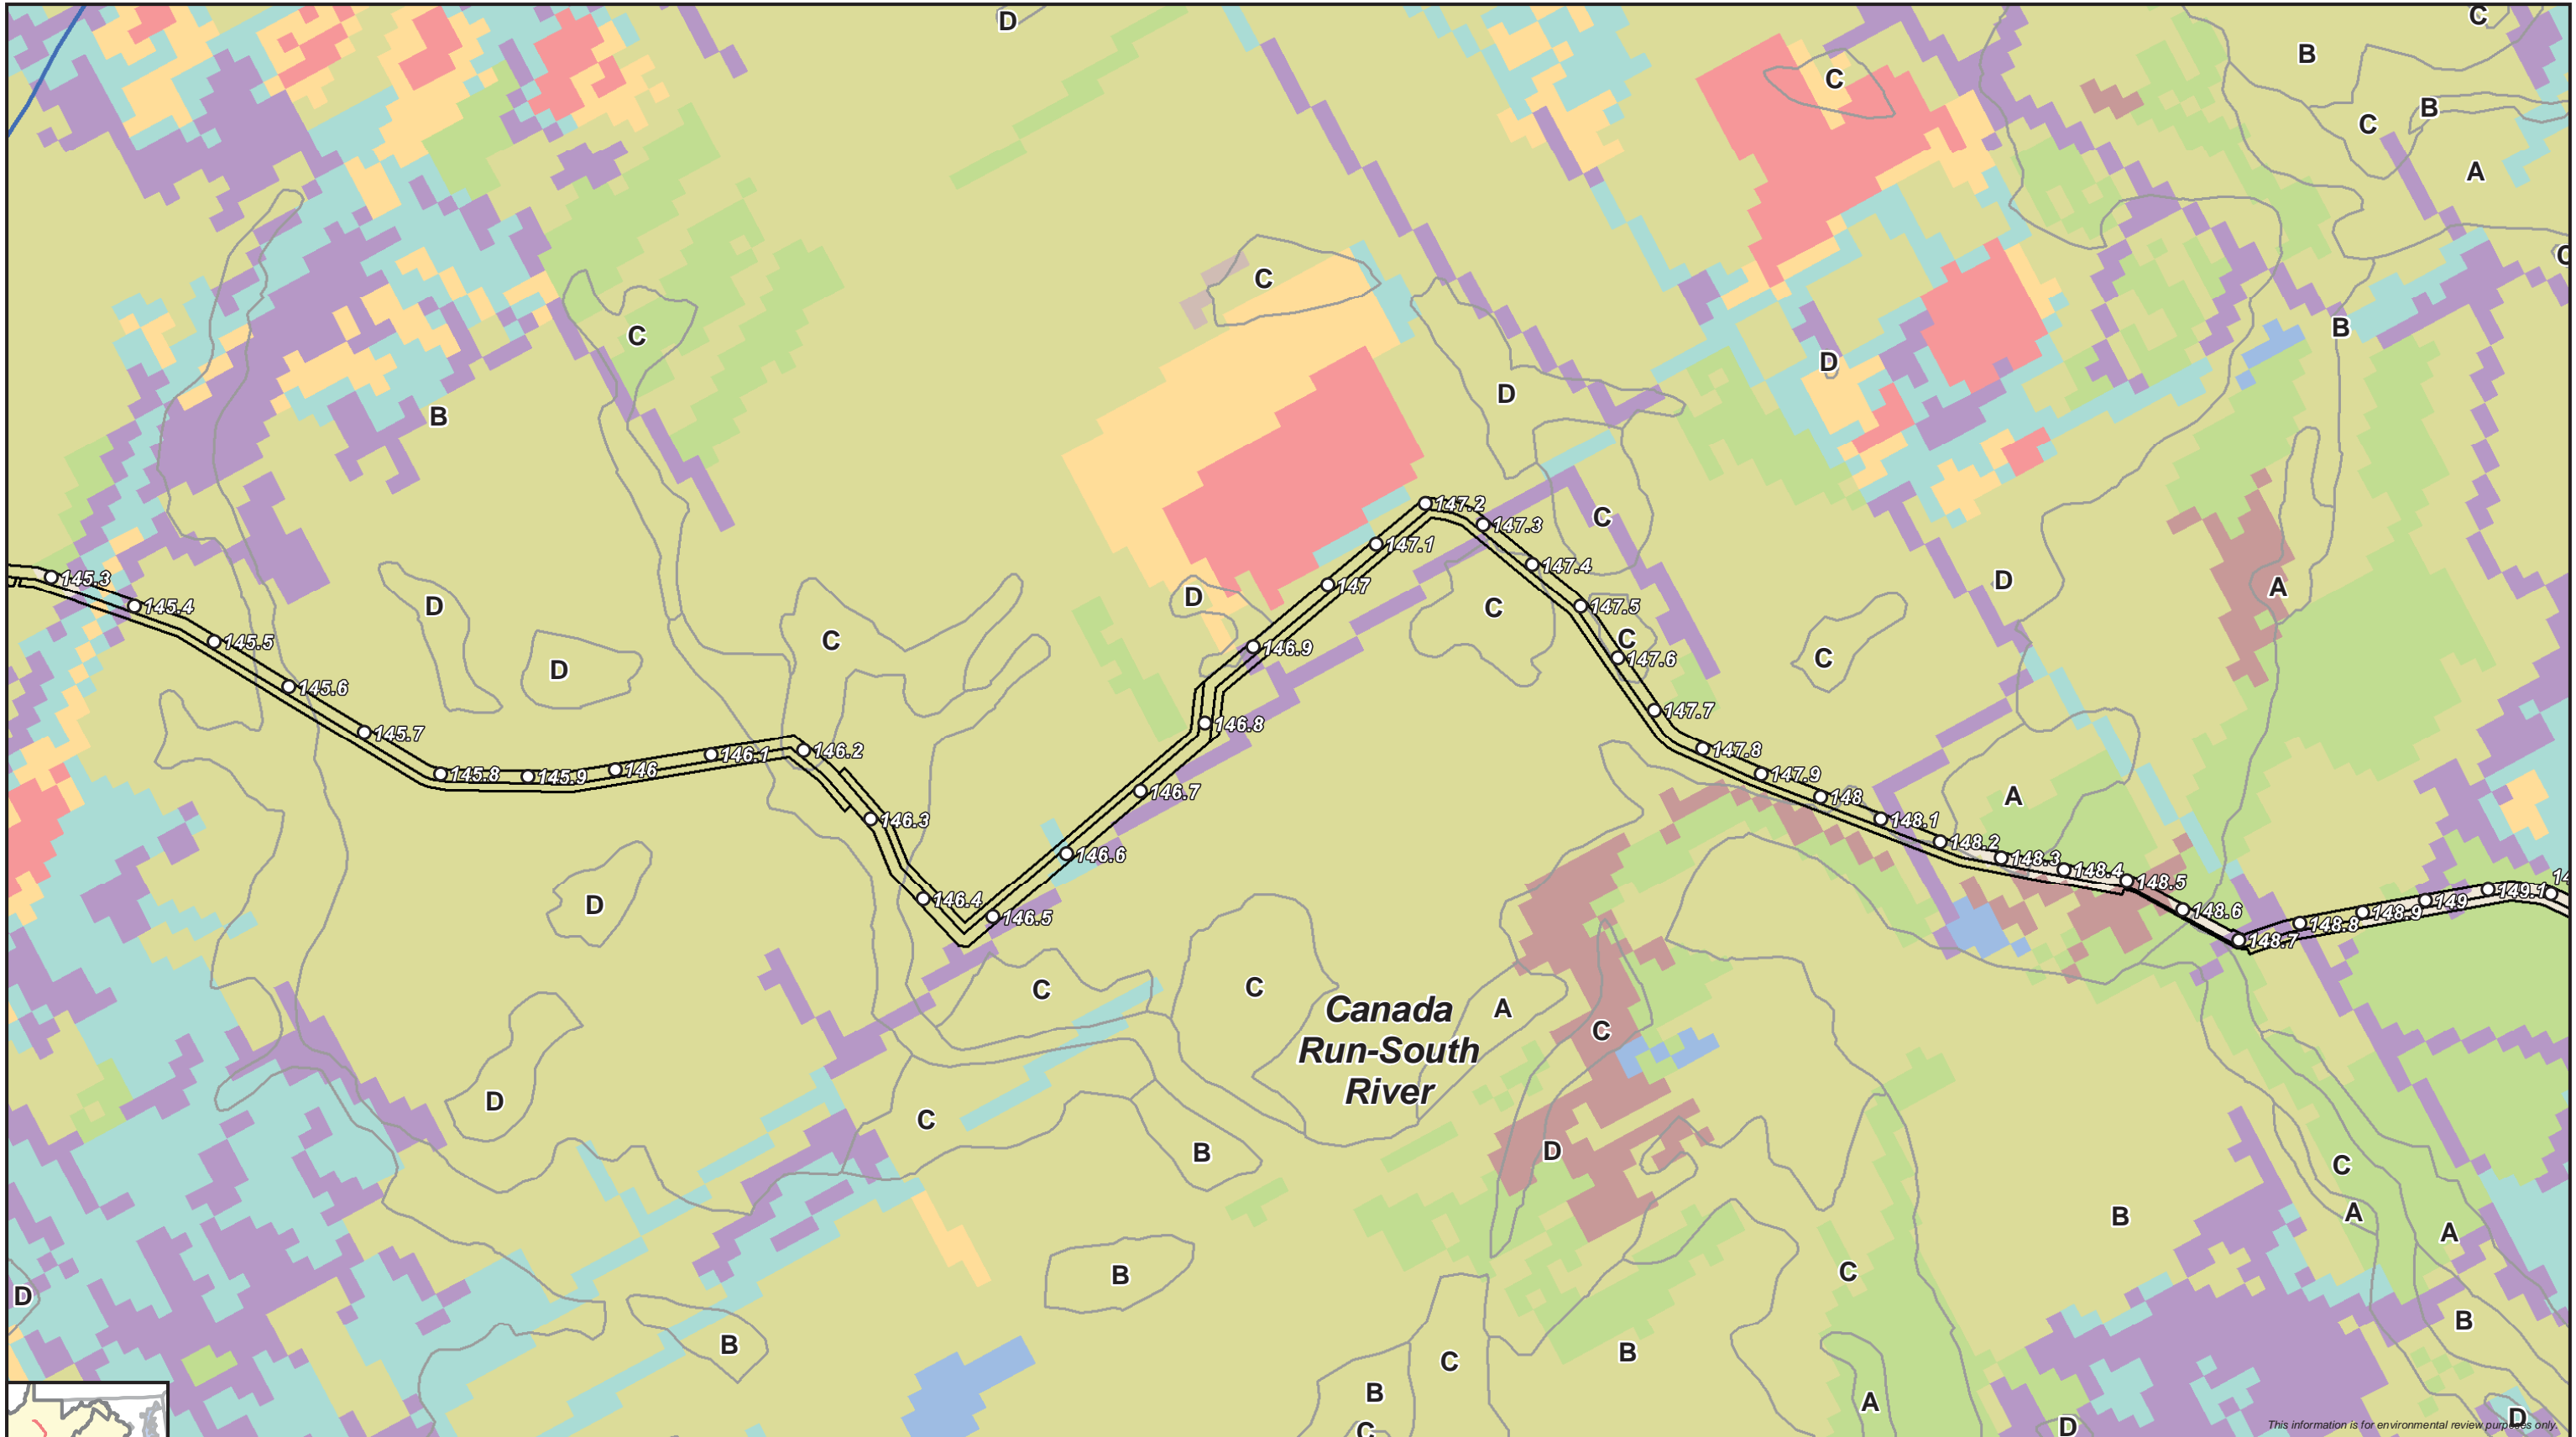 D
C
B
C
C
B
C
A
C
C
B
C
D
D
B
C
145.3
145.4
145.5
145.6
145.7
145.8
145.9
146
146.1
146.2
146.3
146.4
146.5
146.6
146.7
146.8
146.9
147
147.1
147.2
147.3
147.4
147.5
147.6
147.7
147.8
147.9
148
148.1
148.2
148.3
148.4
148.5
148.6
148.7
148.8
148.9
149
149.1
D
D
C
D
C
C
C
D
A
A
D
C
C
A
Canada
Run-South
River
C
D
D
C
B
D
C
A
A
B
B
B
D
B
C
B
C
B
C
A
D
D
This information is for environmental review purposes only.